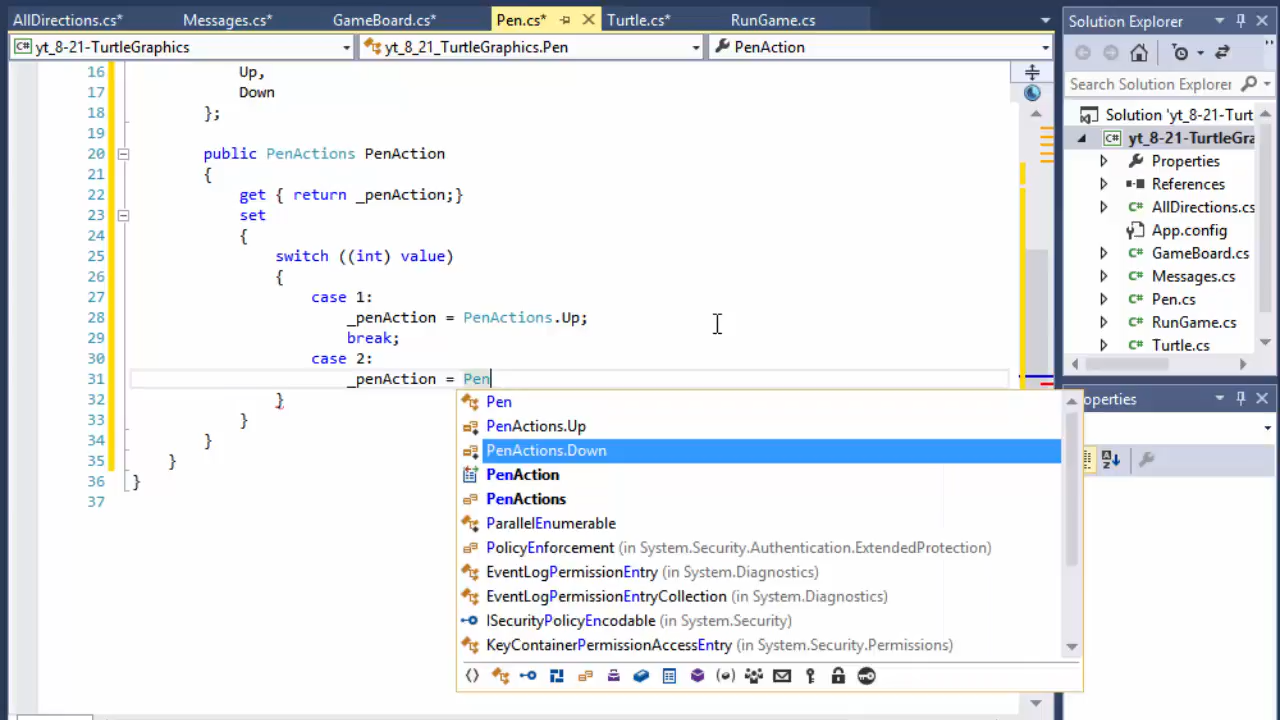 AllDirections.cs* Messages.cs* GameBoard.cs* Pen.cs* Turtle.cs* RunGame.cs
yt_8-21-TurtleGraphics yt_8_21_TurtleGraphics.Pen PenAction
16 Up,
17 Down
18 };
19
20 public PenActions PenAction
21 {
22 get { return _penAction;}
23 set
24 {
25 switch ((int) value)
26 {
27 case 1:
28 _penAction = PenActions.Up;
29 break;
30 case 2:
31 _penAction = Pen
32 }
33 }
34 }
35 }
36 }
37
Pen
PenActions.Up
PenActions.Down
PenAction
PenActions
ParallelEnumerable
PolicyEnforcement (in System.Security.Authentication.ExtendedProtection)
EventLogPermissionEntry (in System.Diagnostics)
EventLogPermissionEntryCollection (in System.Diagnostics)
ISecurityPolicyEncodable (in System.Security)
KeyContainerPermissionAccessEntry (in System.Security.Permissions)
Solution Explorer
Search Solution Explorer
Solution 'yt_8-21-Turt
C# yt_8-21-TurtleGra
Properties
References
C# AllDirections.cs
App.config
C# GameBoard.cs
C# Messages.cs
C# Pen.cs
C# RunGame.cs
C# Turtle.cs
operties